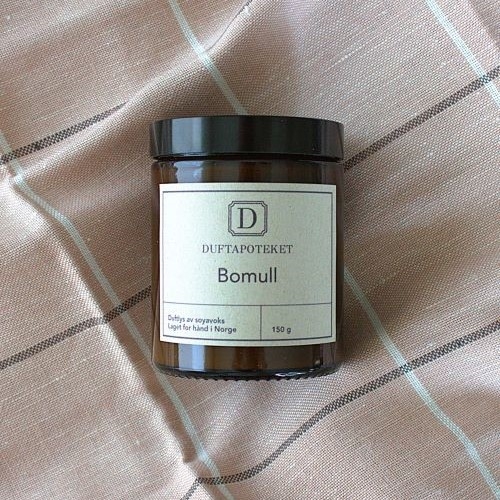 D
DUFTAPOTEKET
Bomull
Duftlys av soyavoks
Laget for hånd i Norge
150 g